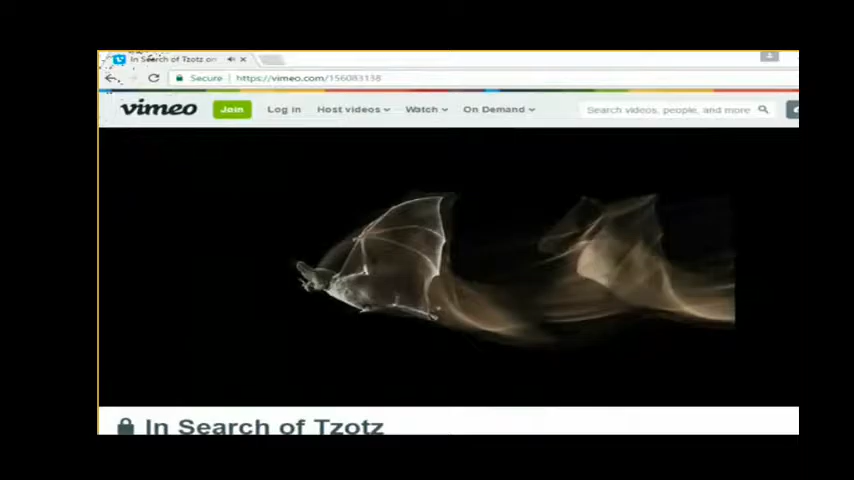 In Search of Tzotz on
Secure https://vimeo.com/156083138
vimeo Join Log in Host videos Watch On Demand Search videos, people, and more
In Search of Tzotz